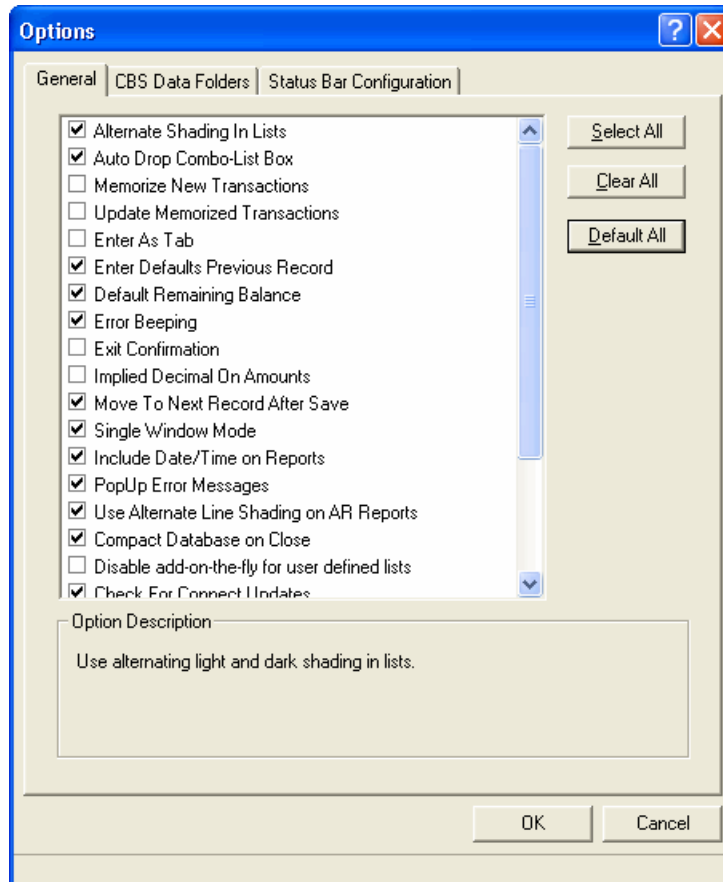 Options
General CBS Data Folders Status Bar Configuration
Alternate Shading In Lists
Auto Drop Combo-List Box
Memorize New Transactions
Update Memorized Transactions
Enter As Tab
Enter Defaults Previous Record
Default Remaining Balance
Error Beeping
Exit Confirmation
Implied Decimal On Amounts
Move To Next Record After Save
Single Window Mode
Include Date/Time on Reports
PopUp Error Messages
Use Alternate Line Shading on AR Reports
Compact Database on Close
Disable add-on-the-fly for user defined lists
Check For Connect Updates
Select All
Clear All
Default All
Option Description
Use alternating light and dark shading in lists.
OK Cancel